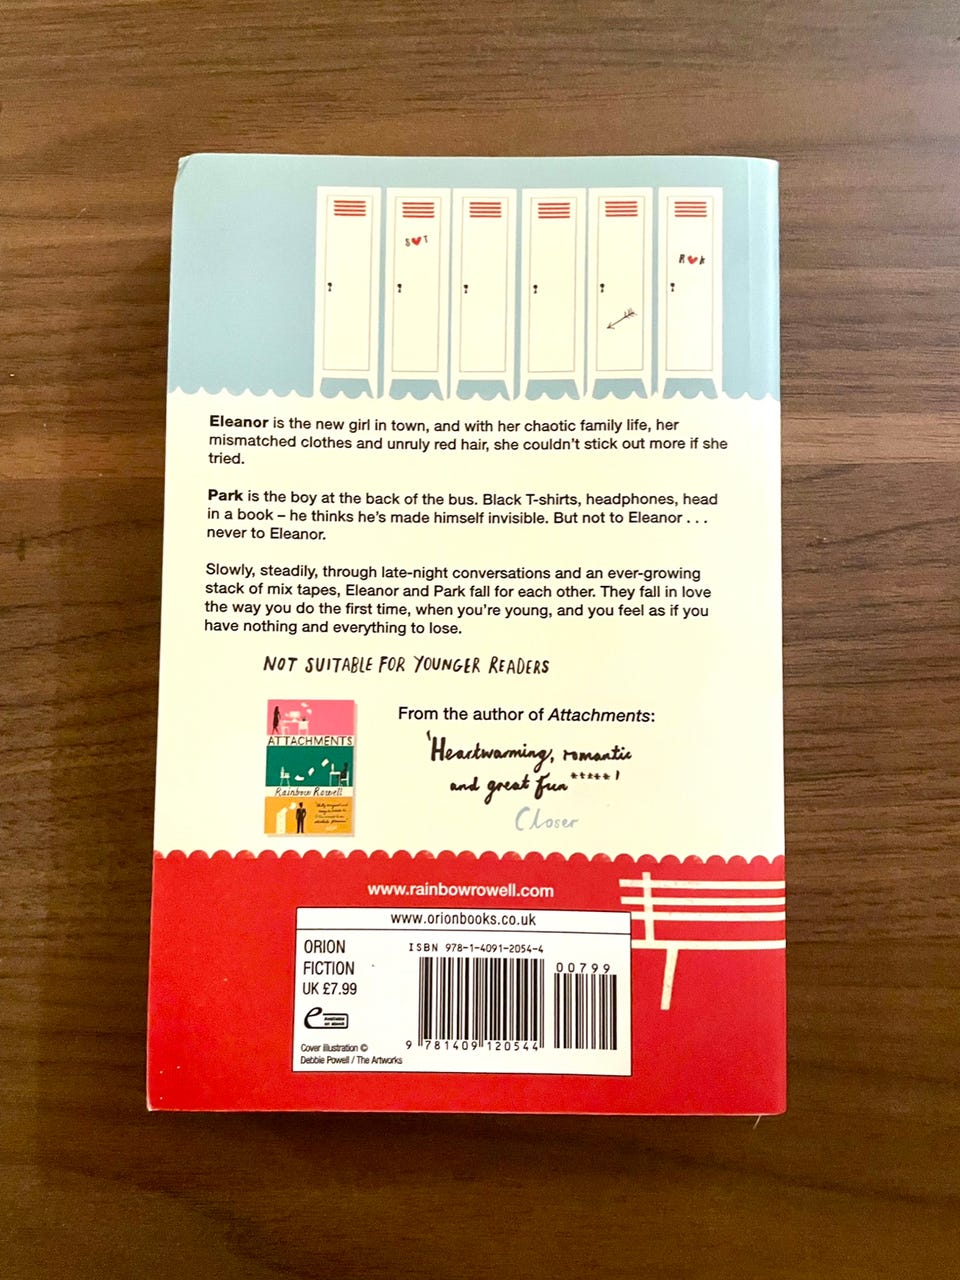 S♥T
R♥K
Eleanor is the new girl in town, and with her chaotic family life, her
mismatched clothes and unruly red hair, she couldn't stick out more if she
tried.
Park is the boy at the back of the bus. Black T-shirts, headphones, head
in a book – he thinks he's made himself invisible. But not to Eleanor . . .
never to Eleanor.
Slowly, steadily, through late-night conversations and an ever-growing
stack of mix tapes, Eleanor and Park fall for each other. They fall in love
the way you do the first time, when you're young, and you feel as if you
have nothing and everything to lose.
NOT SUITABLE FOR YOUNGER READERS
ATTACHMENTS
Rainbow Rowell
From the author of Attachments:
'Heartwarming, romantic
and great fun*****'
Closer
www.rainbowrowell.com
www.orionbooks.co.uk
ORION
FICTION
UK £7.99
e Available
as ebook
Cover illustration ©
Debbie Powell / The Artworks
ISBN 978-1-4091-2054-4
00799
9 781409 120544